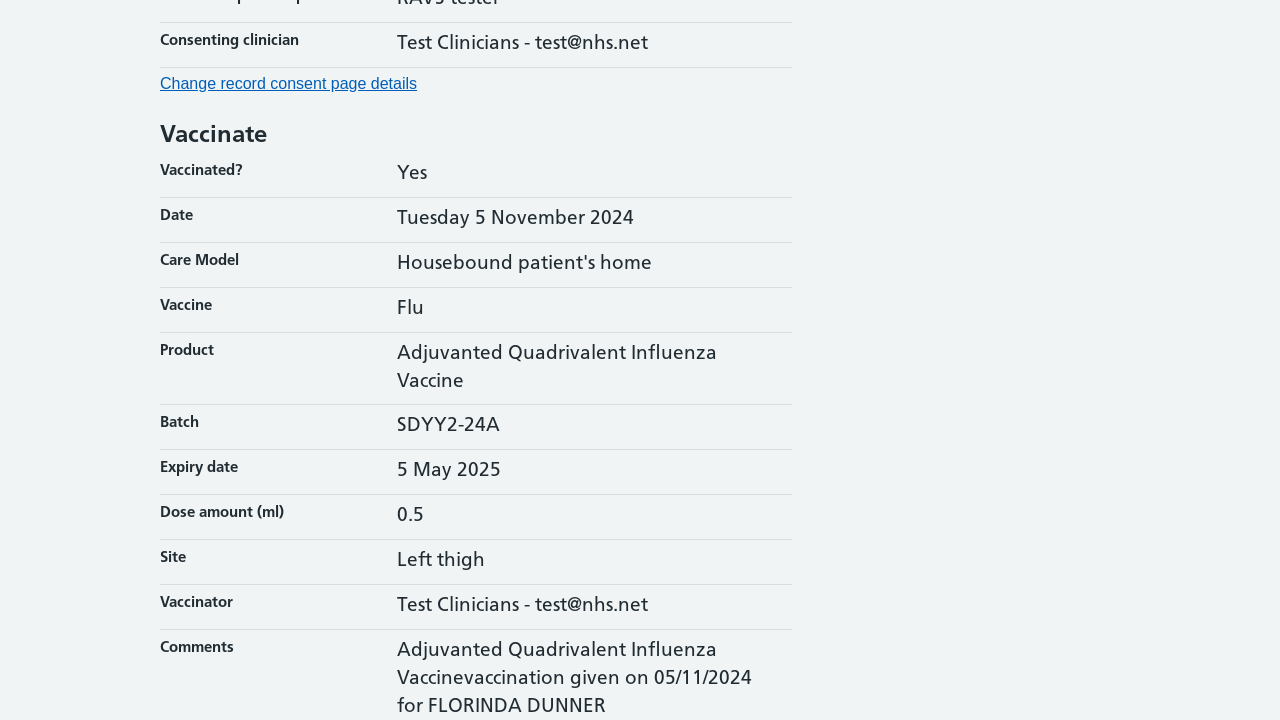 RAVS tester
Consenting clinician Test Clinicians - test@nhs.net
Change record consent page details
Vaccinate
Vaccinated? Yes
Date Tuesday 5 November 2024
Care Model Housebound patient's home
Vaccine Flu
Product Adjuvanted Quadrivalent Influenza
Vaccine
Batch SDYY2-24A
Expiry date 5 May 2025
Dose amount (ml) 0.5
Site Left thigh
Vaccinator Test Clinicians - test@nhs.net
Comments Adjuvanted Quadrivalent Influenza
Vaccinevaccination given on 05/11/2024
for FLORINDA DUNNER